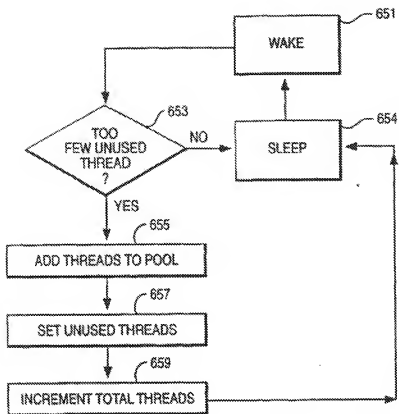 651
WAKE
653
TOO
FEW UNUSED
THREAD
?
NO
654
SLEEP
YES
655
ADD THREADS TO POOL
657
SET UNUSED THREADS
659
INCREMENT TOTAL THREADS